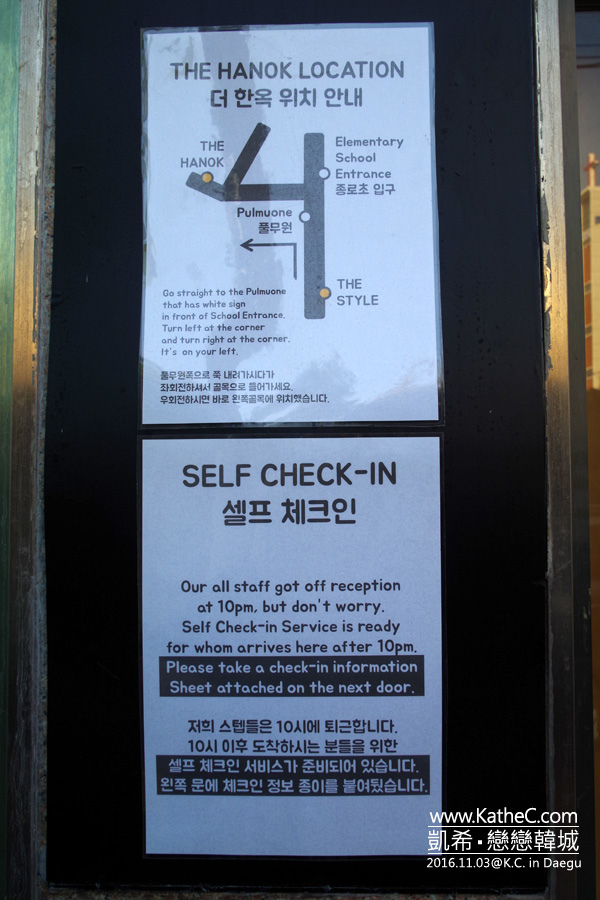 THE HANOK LOCATION
더 한옥 위치 안내
THE
HANOK
Elementary
School
Entrance
종로초 입구
Pulmuone
풀무원
THE
STYLE
Go straight to the Pulmuone
that has white sign
in front of School Entrance.
Turn left at the corner
and turn right at the corner.
It's on your left.
풀무원쪽으로 쭉 내려가시다가
좌회전하셔서 골목으로 들어가세요.
우회전하시면 바로 왼쪽골목에 위치했습니다.
SELF CHECK-IN
셀프 체크인
Our all staff got off reception
at 10pm, but don't worry.
Self Check-in Service is ready
for whom arrives here after 10pm.
Please take a check-in information
Sheet attached on the next door.
저희 스텝들은 10시에 퇴근합니다.
10시 이후 도착하시는 분들을 위한
셀프 체크인 서비스가 준비되어 있습니다.
왼쪽 문에 체크인 정보 종이를 붙여뒀습니다.
www.KatheC.com
凱希‧戀戀韓城
2016.11.03@K.C. in Daegu